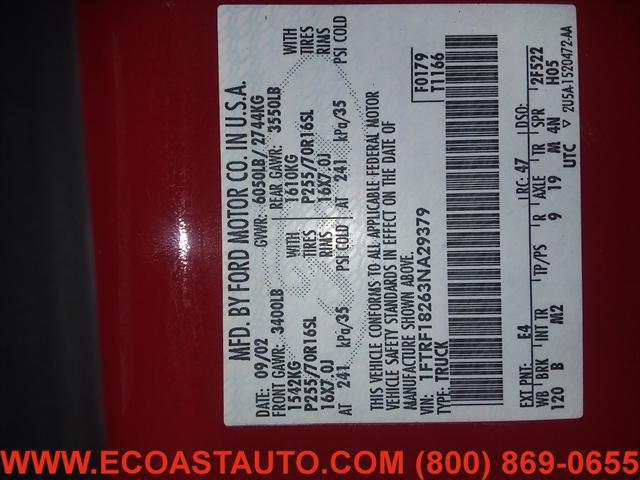 MFD. BY FORD MOTOR CO. IN U.S.A.
DATE: 09/02 GVWR: 6050LB/ 2744KG
FRONT GAWR: 3400LB REAR GAWR: 3550LB
1542KG WITH 1610KG WITH
P255/70R16SL TIRES P255/70R16SL TIRES
16X7.0J RIMS 16X7.0J RIMS
AT 241 kPa/35 PSI COLD AT 241 kPa/35 PSI COLD
THIS VEHICLE CONFORMS TO ALL APPLICABLE FEDERAL MOTOR
VEHICLE SAFETY STANDARDS IN EFFECT ON THE DATE OF
MANUFACTURE SHOWN ABOVE.
VIN: 1FTRF18263NA29379
TYPE: TRUCK
F0179
T1166
EXT PNT: E4 RC: 47 DSO:
WB BRK INT TR TP/PS R AXLE TR SPR 2F522
120 B M2 9 19 M 4N H05
UTC ▽ 2U5A-1520472-AA
WWW.ECOASTAUTO.COM (800) 869-0655